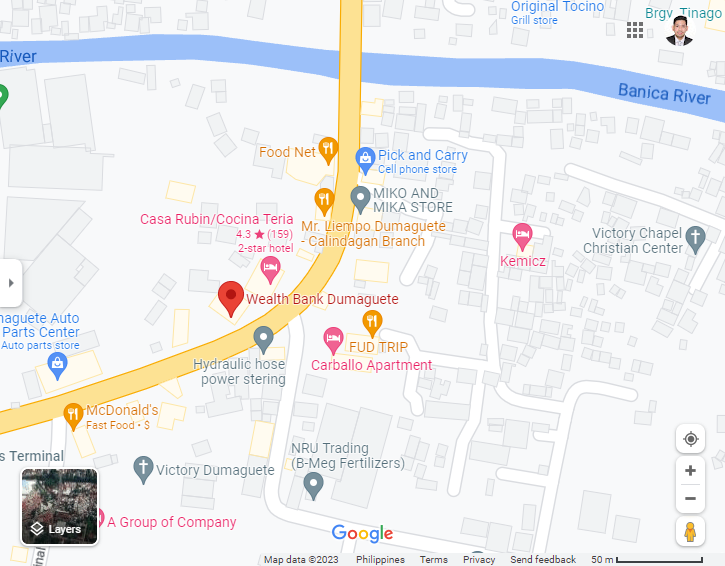 Original Tocino
Grill store
Brgy. Tinago
River
Banica River
Food Net
Pick and Carry
Cell phone store
MIKO AND
MIKA STORE
Casa Rubin/Cocina Teria
4.3 ★ (159)
2-star hotel
Mr. Liempo Dumaguete
- Calindagan Branch
Victory Chapel
Christian Center
Kemicz
Wealth Bank Dumaguete
maguete Auto
Parts Center
Auto parts store
FUD TRIP
Hydraulic hose
power stering
Carballo Apartment
McDonald's
Fast Food • $
s Terminal
Victory Dumaguete
NRU Trading
(B-Meg Fertilizers)
Layers
A Group of Company
Google
Map data ©2023 Philippines Terms Privacy Send feedback 50 m